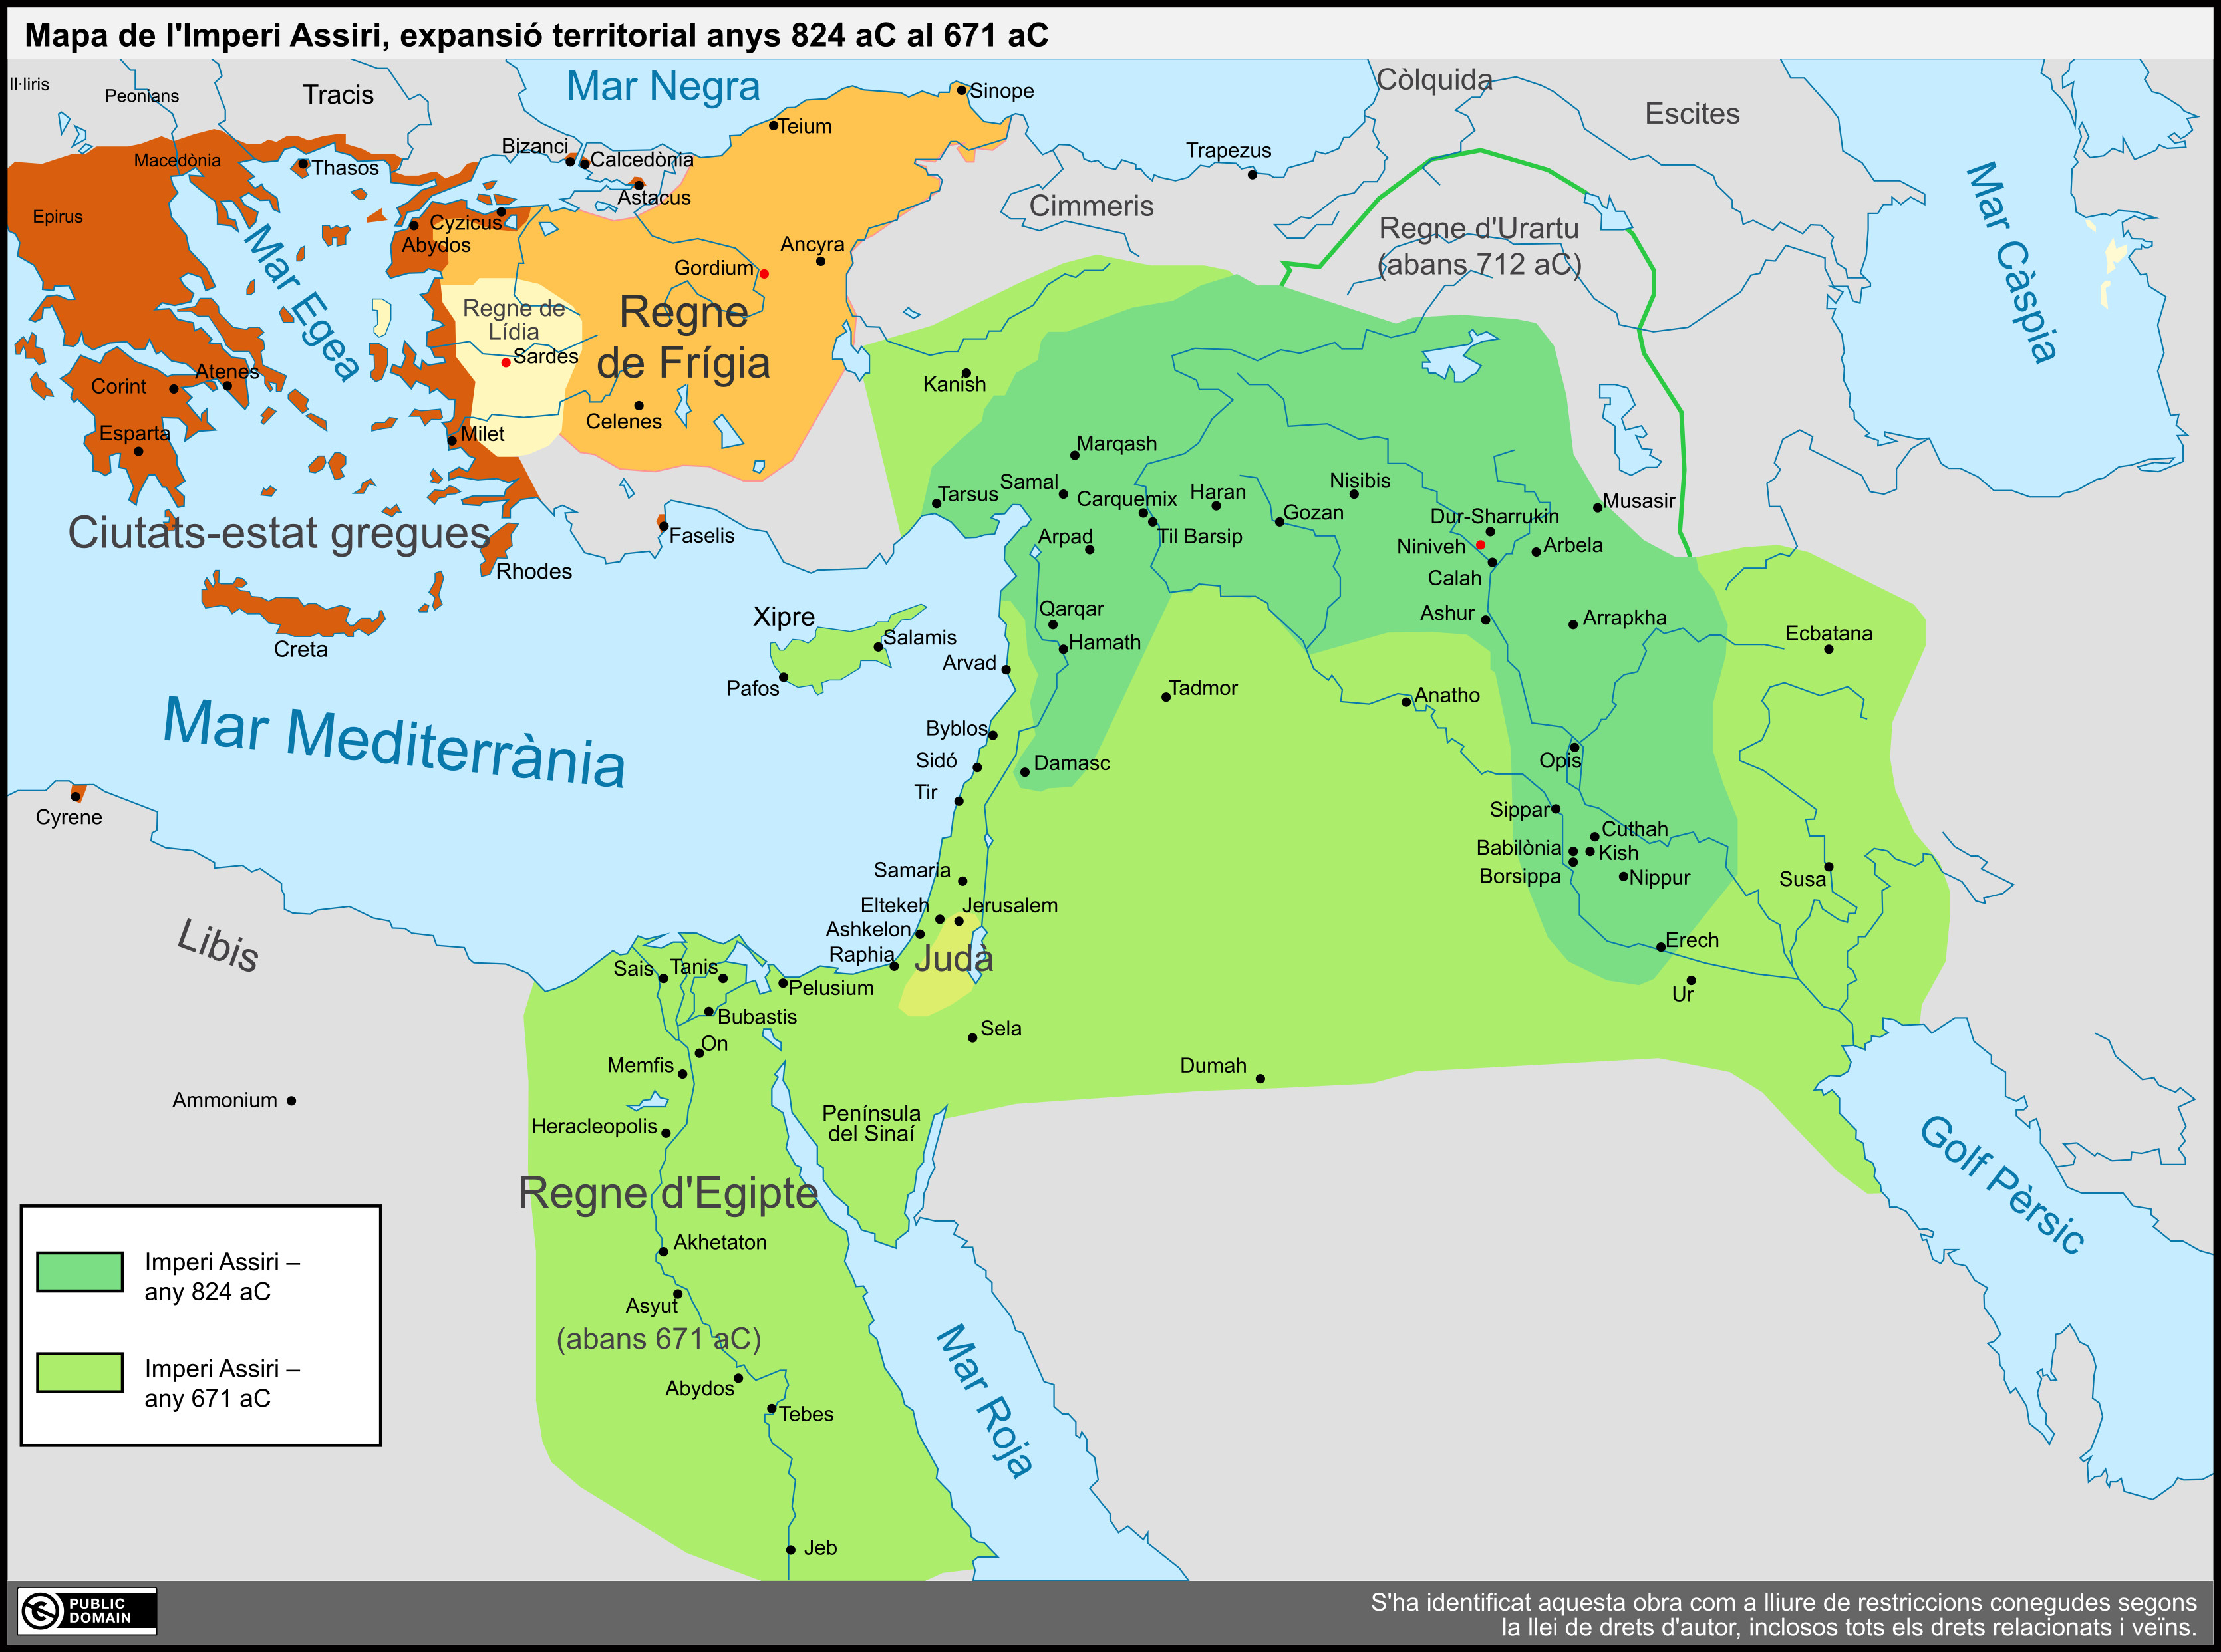 Mapa de l'Imperi Assiri, expansió territorial anys 824 aC al 671 aC
Il·liris
Peonians
Tracis
Mar Negra
Sinope
Còlquida
Escites
Teium
Macedònia
Thasos
Bizanci
Calcedònia
Trapezus
Astacus
Epirus
Cyzicus
Abydos
Cimmeris
Mar Càspia
Mar Egea
Regne d'Urartu
(abans 712 aC)
Ancyra
Gordium
Regne de
Lídia
Regne
de Frígia
Sardes
Corint
Atenes
Kanish
Celenes
Esparta
Milet
Marqash
Tarsus
Samal
Carquemix
Haran
Nisibis
Gozan
Musasir
Ciutats-estat gregues
Faselis
Arpad
Til Barsip
Dur-Sharrukin
Niniveh
Arbela
Rhodes
Calah
Xipre
Qarqar
Ashur
Arrapkha
Creta
Salamis
Hamath
Ecbatana
Arvad
Pafos
Tadmor
Anatho
Mar Mediterrània
Byblos
Sidó
Damasc
Opis
Tir
Cyrene
Sippar
Cuthah
Babilònia
Kish
Samaria
Borsippa
Nippur
Susa
Eltekeh
Jerusalem
Ashkelon
Libis
Raphia
Judà
Erech
Sais
Tanis
Pelusium
Ur
Bubastis
Sela
On
Memfis
Dumah
Ammonium
Península
del Sinaí
Heracleopolis
Golf Pèrsic
Regne d'Egipte
Akhetaton
Imperi Assiri –
any 824 aC
Asyut
(abans 671 aC)
Mar Roja
Imperi Assiri –
any 671 aC
Abydos
Tebes
Jeb
PUBLIC
DOMAIN
S'ha identificat aquesta obra com a lliure de restriccions conegudes segons
la llei de drets d'autor, inclosos tots els drets relacionats i veïns.